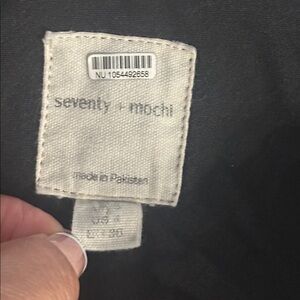 NU 1054492658
seventy + mochi
made in Pakistan